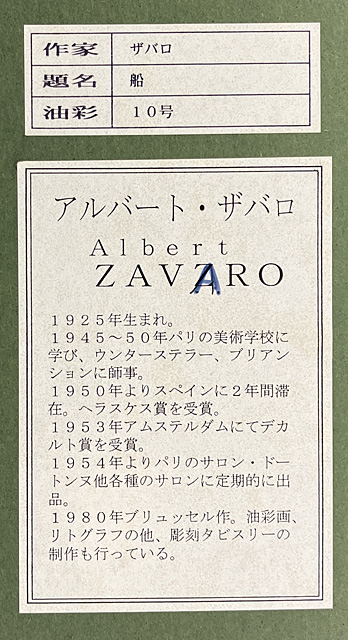 作家 ザバロ
題名 船
油彩 10号
アルバート・ザバロ
Albert
ZAVARO
1925年生まれ。
1945～50年パリの美術学校に
学び、ウンターステラー、ブリアン
ションに師事。
1950年よりスペインに2年間滞
在。ヘラスケス賞を受賞。
1953年アムステルダムにてデカ
ルト賞を受賞。
1954年よりパリのサロン・ドー
トンヌ他各種のサロンに定期的に出
品。
1980年ブリュッセル作。油彩画、
リトグラフの他、彫刻タピスリーの
制作も行っている。